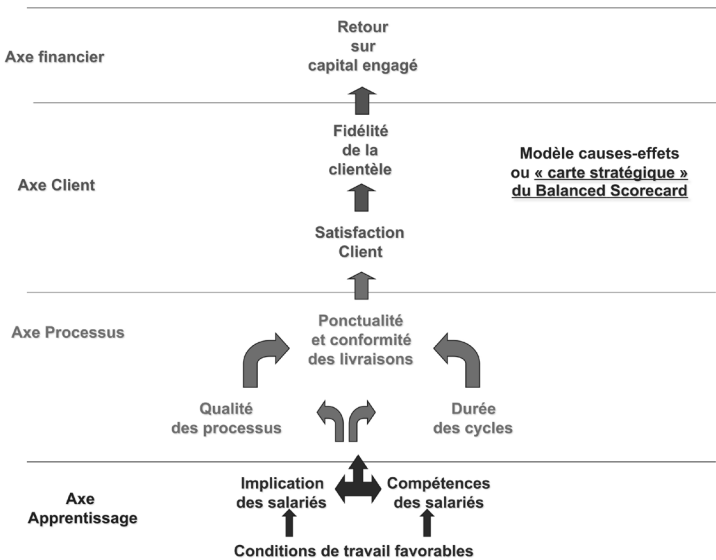 Retour
sur
capital engagé
Axe financier
Fidélité
de la
clientèle
Modèle causes-effets
ou « carte stratégique »
du Balanced Scorecard
Axe Client
Satisfaction
Client
Axe Processus
Ponctualité
et conformité
des livraisons
Qualité
des processus
Durée
des cycles
Axe
Apprentissage
Implication
des salariés
Compétences
des salariés
Conditions de travail favorables